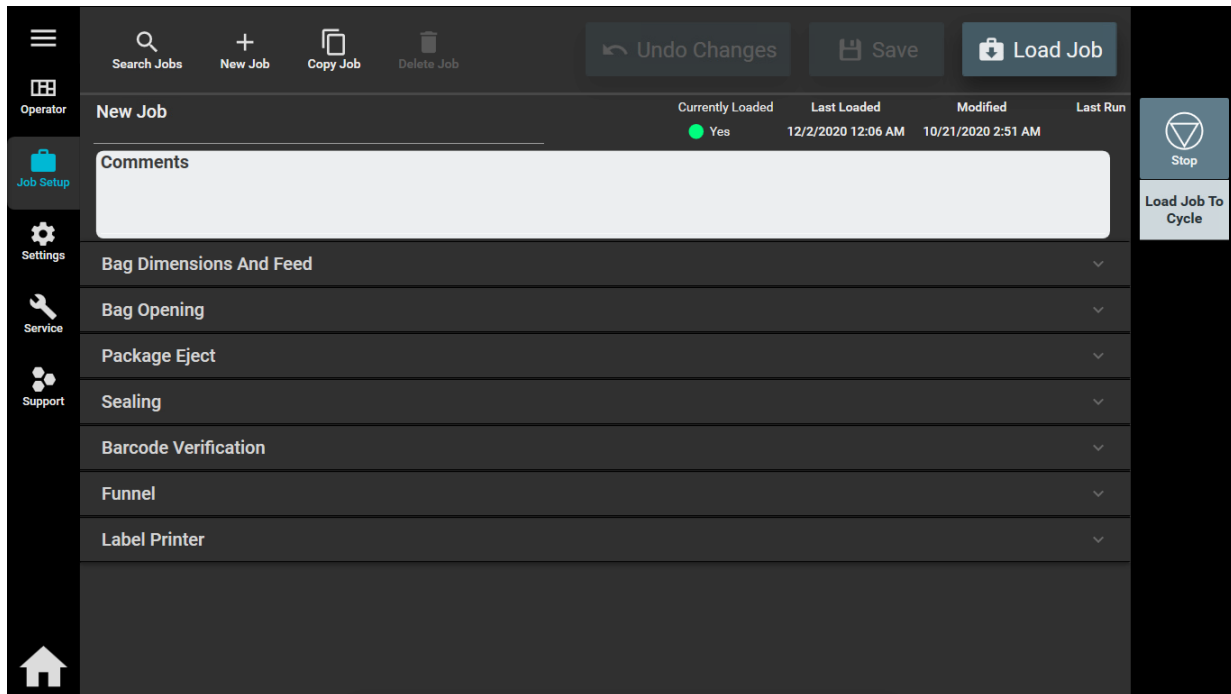 Search Jobs
New Job
Copy Job
Delete Job
Undo Changes
Save
Load Job
Operator
Job Setup
Settings
Service
Support
New Job
Currently Loaded
Yes
Last Loaded
12/2/2020 12:06 AM
Modified
10/21/2020 2:51 AM
Last Run
Comments
Bag Dimensions And Feed
Bag Opening
Package Eject
Sealing
Barcode Verification
Funnel
Label Printer
Stop
Load Job To
Cycle